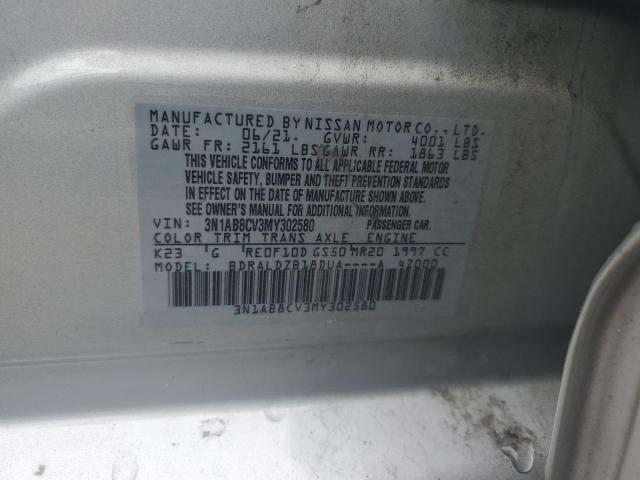 MANUFACTURED BY NISSAN MOTOR CO., LTD.
DATE: 06/21. GVWR: 4001 LBS
GAWR FR: 2161 LBS GAWR RR: 1863 LBS
THIS VEHICLE CONFORMS TO ALL APPLICABLE FEDERAL MOTOR
VEHICLE SAFETY, BUMPER AND THEFT PREVENTION STANDARDS
IN EFFECT ON THE DATE OF MANUFACTURE SHOWN ABOVE.
SEE OWNER'S MANUAL FOR ADDITIONAL INFORMATION.
VIN: 3N1AB8CV3MY302580 PASSENGER CAR.
COLOR TRIM TRANS AXLE ENGINE
K23 G RE0F10D GS50 MR20 1997 CC
MODEL: BDRALDZB18DUA----A 4Z000
3N1AB8CV3MY302580